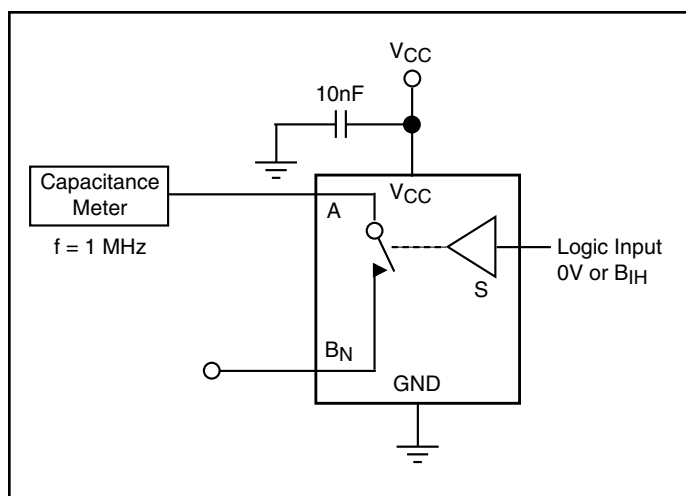 VCC
10nF
Capacitance
Meter
f = 1 MHz
VCC
A
S
Logic Input
0V or BIH
BN
GND